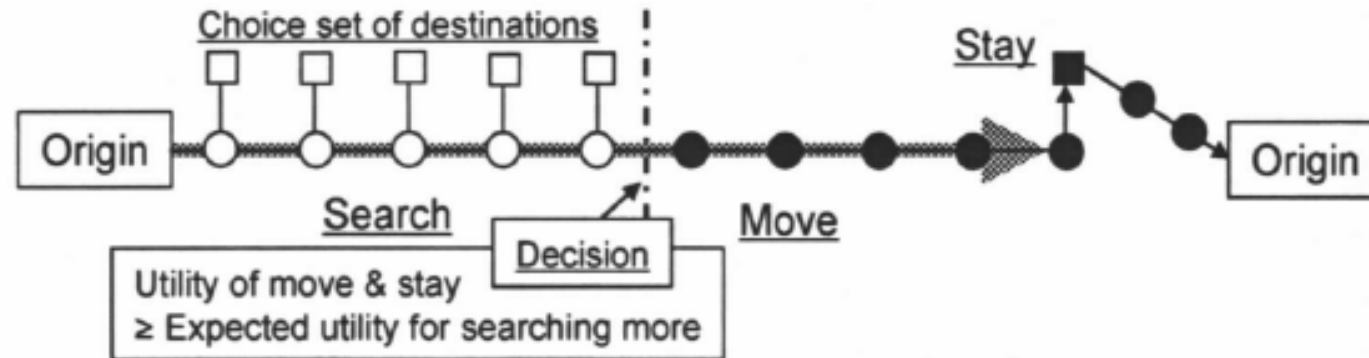 Choice set of destinations
Stay
Origin
Origin
Search
Move
Decision
Utility of move & stay
≥ Expected utility for searching more